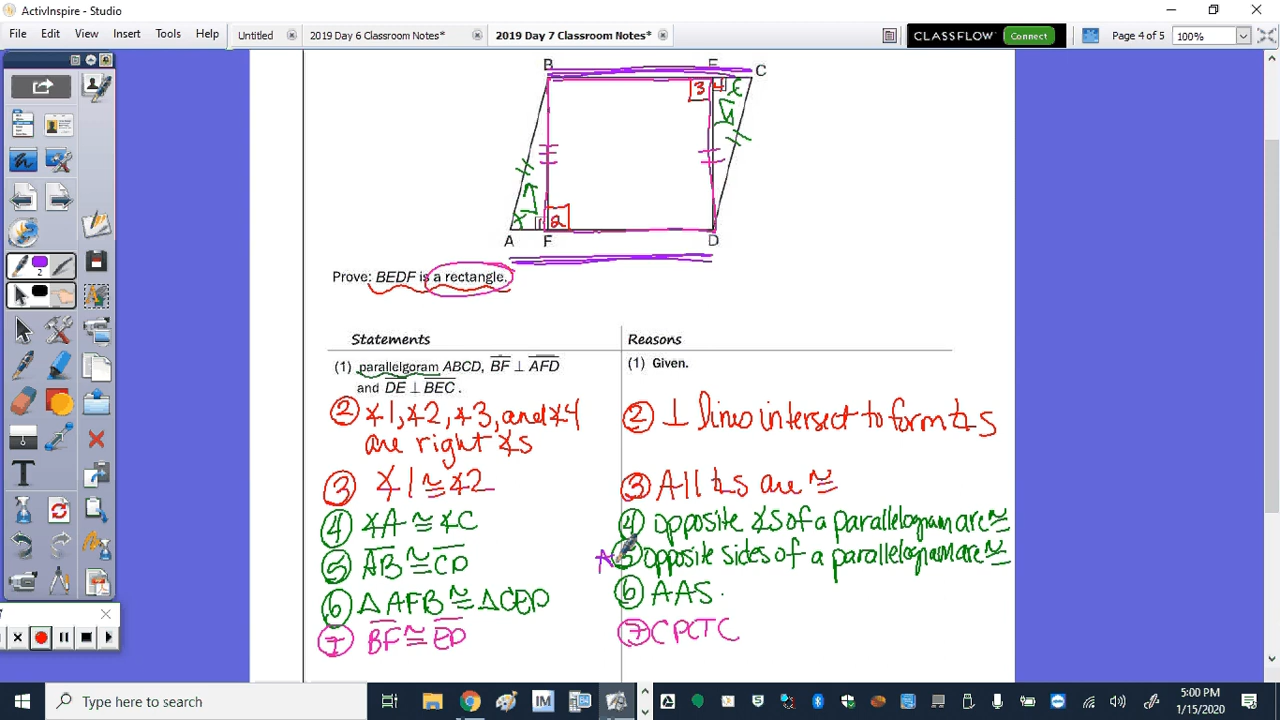 ActivInspire - Studio
File Edit View Insert Tools Help Untitled 2019 Day 6 Classroom Notes* 2019 Day 7 Classroom Notes* CLASSFLOW Connect Page 4 of 5 100%
B E C
3 4 x
x 2
A F D
Prove: BEDF is a rectangle.
Statements Reasons
(1) parallelgoram ABCD, BF ⊥ AFD (1) Given.
and DE ⊥ BEC.
② ∡1, ∡2, ∡3, and ∡4 ② ⊥ lines intersect to form rt ∡s
are right ∡s
③ ∡1 ≅ ∡2 ③ All rt ∡s are ≅
④ ∡A ≅ ∡C ④ opposite ∡s of a parallelogram are ≅
⑤ AB ≅ CD ⑤ opposite sides of a parallelogram are ≅
⑥ △AFB ≅ △CED ⑥ AAS
⑦ BF ≅ ED ⑦ CPCTC
2
T
Type here to search
IM
5
5:00 PM
1/15/2020